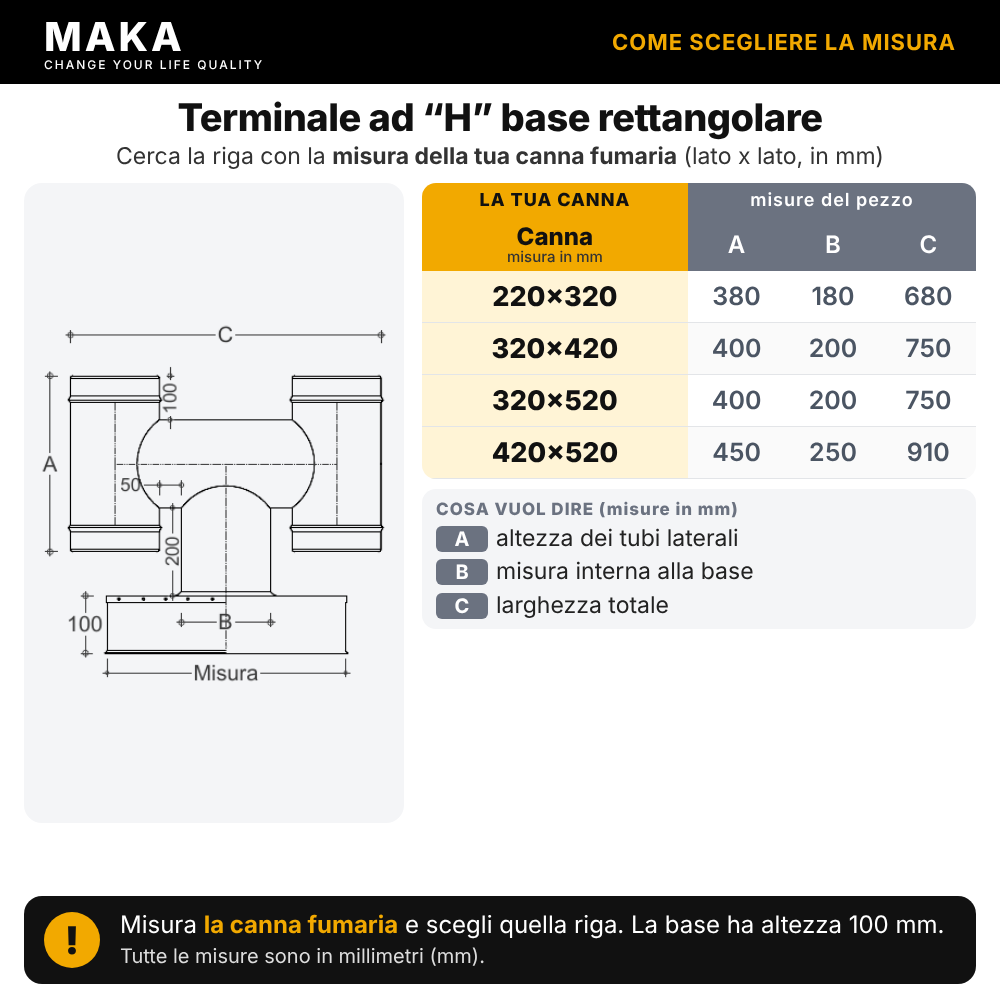 MAKA
CHANGE YOUR LIFE QUALITY
COME SCEGLIERE LA MISURA
Terminale ad “H” base rettangolare
Cerca la riga con la misura della tua canna fumaria (lato x lato, in mm)
C
100
A
50
200
100
B
Misura
LA TUA CANNA misure del pezzo
Canna A B C
misura in mm
220×320 380 180 680
320×420 400 200 750
320×520 400 200 750
420×520 450 250 910
COSA VUOL DIRE (misure in mm)
A altezza dei tubi laterali
B misura interna alla base
C larghezza totale
! Misura la canna fumaria e scegli quella riga. La base ha altezza 100 mm.
Tutte le misure sono in millimetri (mm).